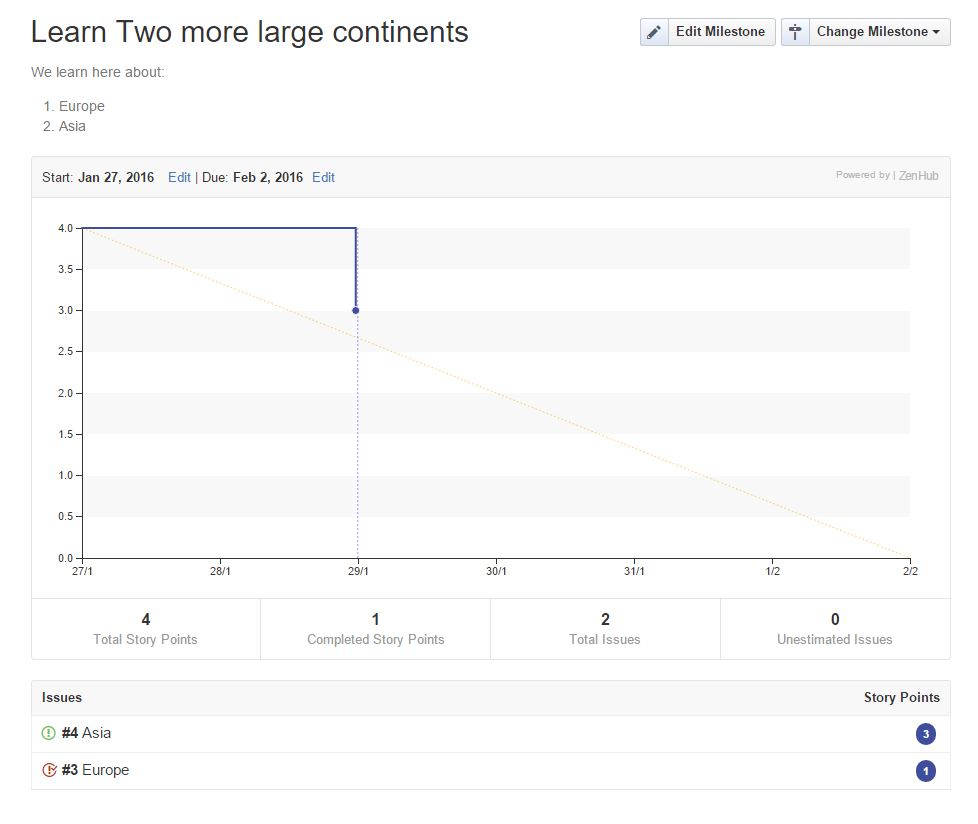 Learn Two more large continents
Edit Milestone
Change Milestone
We learn here about:
1. Europe
2. Asia
Start: Jan 27, 2016 Edit | Due: Feb 2, 2016 Edit
Powered by | ZenHub
4.0
3.5
3.0
2.5
2.0
1.5
1.0
0.5
0.0
27/1 28/1 29/1 30/1 31/1 1/2 2/2
4 1 2 0
Total Story Points Completed Story Points Total Issues Unestimated Issues
Issues Story Points
#4 Asia 3
#3 Europe 1